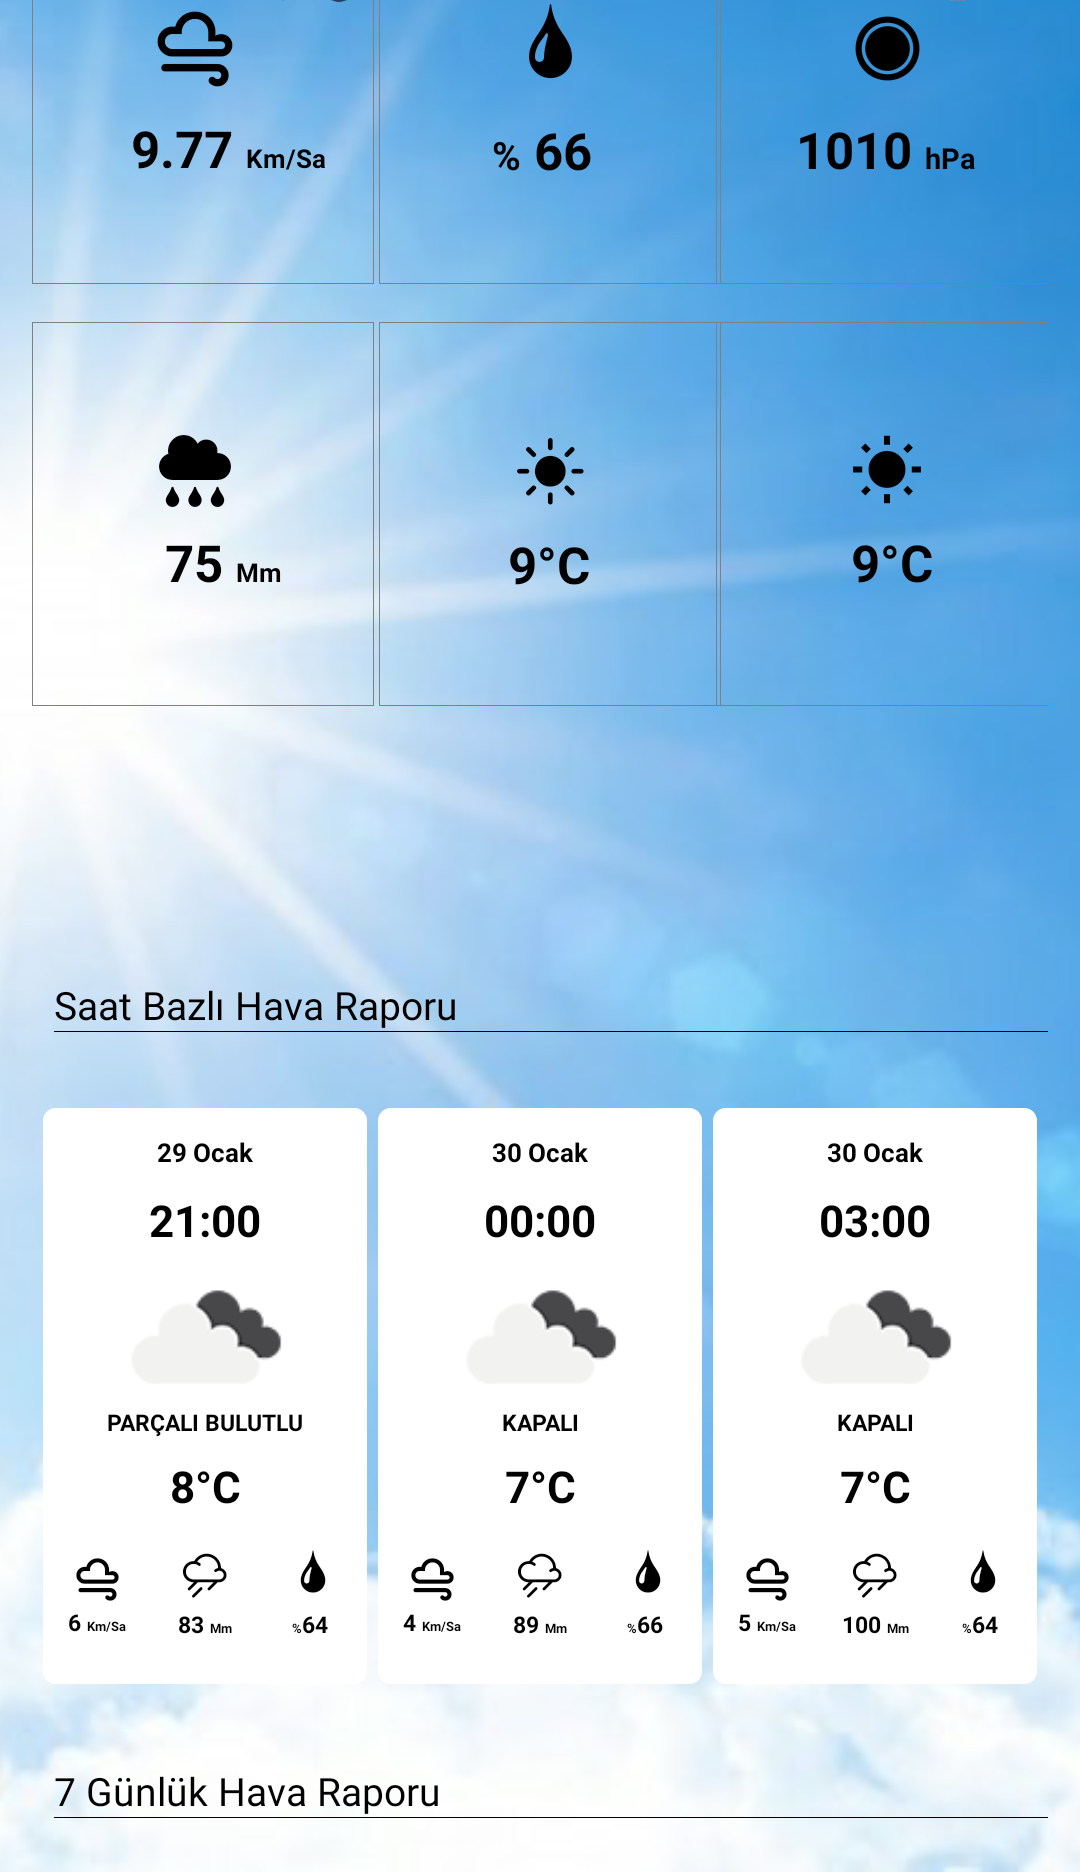 9.77 Km/Sa
% 66
1010 hPa
75 Mm
9°C
9°C
Saat Bazlı Hava Raporu
29 Ocak
21:00
PARÇALI BULUTLU
8°C
6 Km/Sa
83 Mm
%64
30 Ocak
00:00
KAPALI
7°C
4 Km/Sa
89 Mm
%66
30 Ocak
03:00
KAPALI
7°C
5 Km/Sa
100 Mm
%64
7 Günlük Hava Raporu